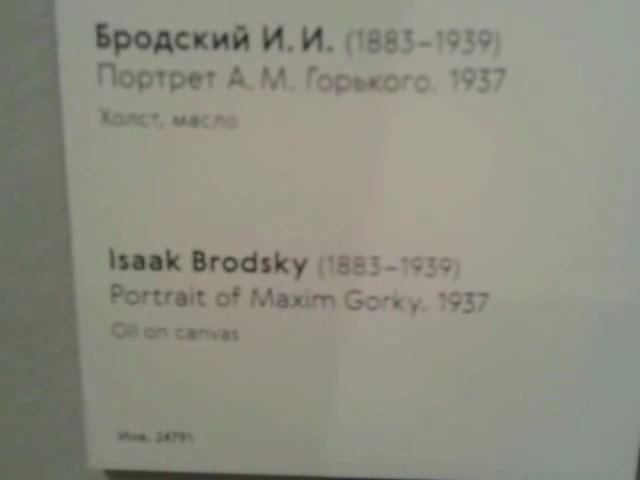 Бродский И. И. (1883–1939)
Портрет А. М. Горького. 1937
Холст, масло
Isaak Brodsky (1883–1939)
Portrait of Maxim Gorky. 1937
Oil on canvas
Инв. 24791